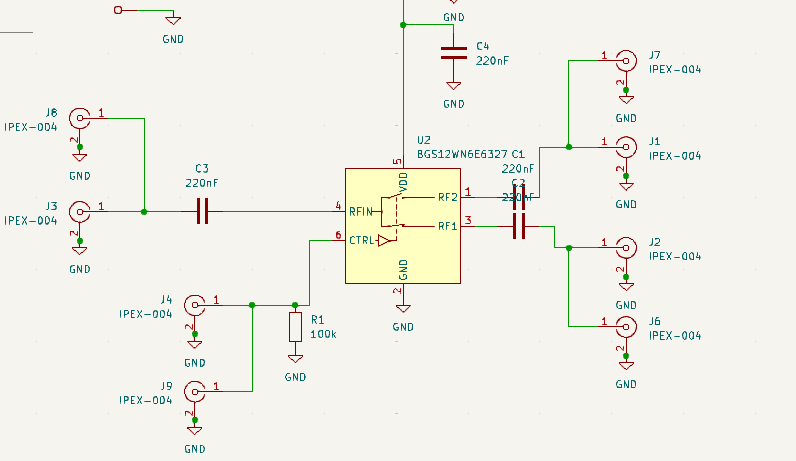 GND
GND
C4
220nF
GND
J7
IPEX-004
1
2
GND
J8
IPEX-004
1
2
GND
U2
BGS12WN6E6327
C1
220nF
C2
220nF
J1
IPEX-004
1
2
GND
C3
220nF
J3
IPEX-004
1
2
GND
5
VDD
4
RFIN
RF2
1
6
CTRL
RF1
3
GND
2
GND
J2
IPEX-004
1
2
GND
J4
IPEX-004
1
2
GND
R1
100k
GND
J6
IPEX-004
1
2
GND
J9
IPEX-004
1
2
GND